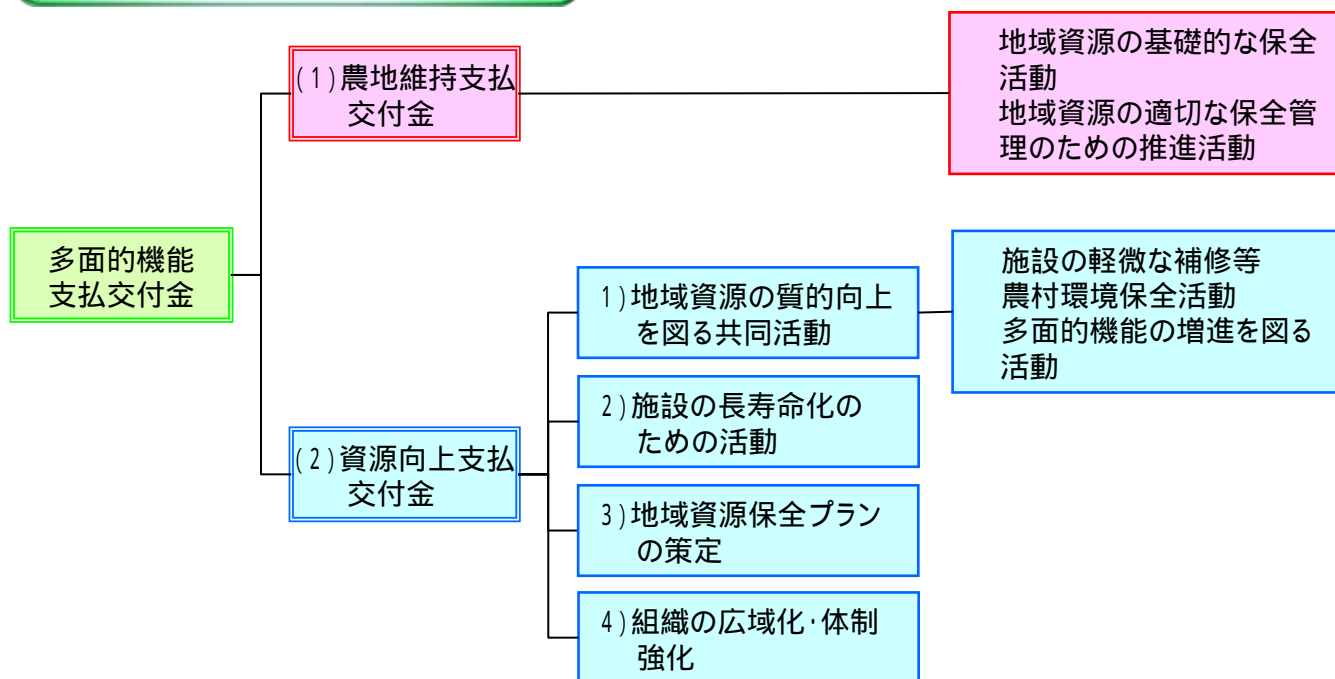 (1)農地維持支払
交付金
地域資源の基礎的な保全
活動
地域資源の適切な保全管
理のための推進活動
多面的機能
支払交付金
1)地域資源の質的向上
を図る共同活動
施設の軽微な補修等
農村環境保全活動
多面的機能の増進を図る
活動
2)施設の長寿命化の
ための活動
(2)資源向上支払
交付金
3)地域資源保全プラン
の策定
4)組織の広域化・体制
強化